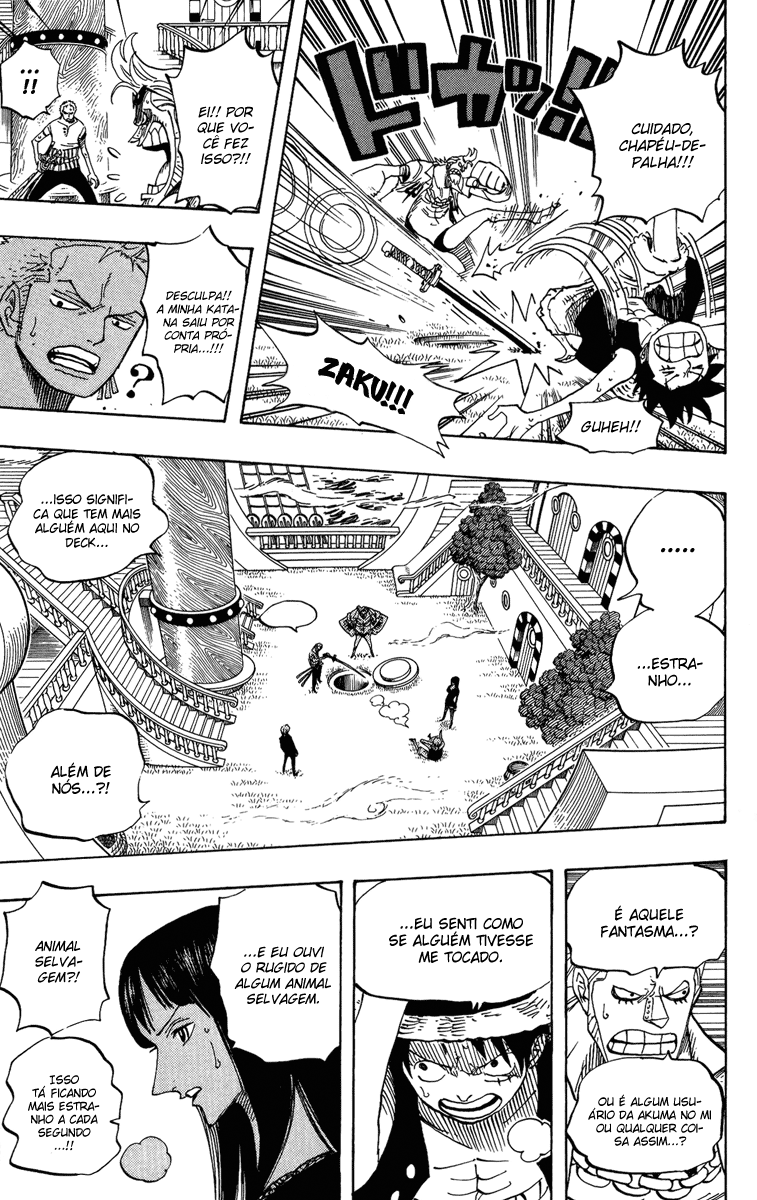 CUIDADO,
CHAPÉU-DE-
PALHA!!!
ドカッ!!
ZAKU!!!
GUHEH!!
EI!! POR
QUE VO-
CÊ FEZ
ISSO?!!
...
!!
DESCULPA!!
A MINHA KATA-
NA SAIU POR
CONTA PRÓ-
PRIA...!!!
?
.....
...ESTRA-
NHO...
...ISSO SIGNIFI-
CA QUE TEM MAIS
ALGUÉM AQUI NO
DECK...
ALÉM DE
NÓS...?!
É AQUELE
FANTASMA...?
OU É ALGUM USU-
ÁRIO DA AKUMA NO MI
OU QUALQUER COI-
SA ASSIM...?
...EU SENTI COMO
SE ALGUÉM TIVESSE
ME TOCADO.
...E EU OUVI
O RUGIDO DE
ALGUM ANIMAL
SELVAGEM.
ANIMAL
SELVA-
GEM?!
ISSO
TÁ FICANDO
MAIS ESTRA-
NHO A CADA
SEGUNDO
...!!